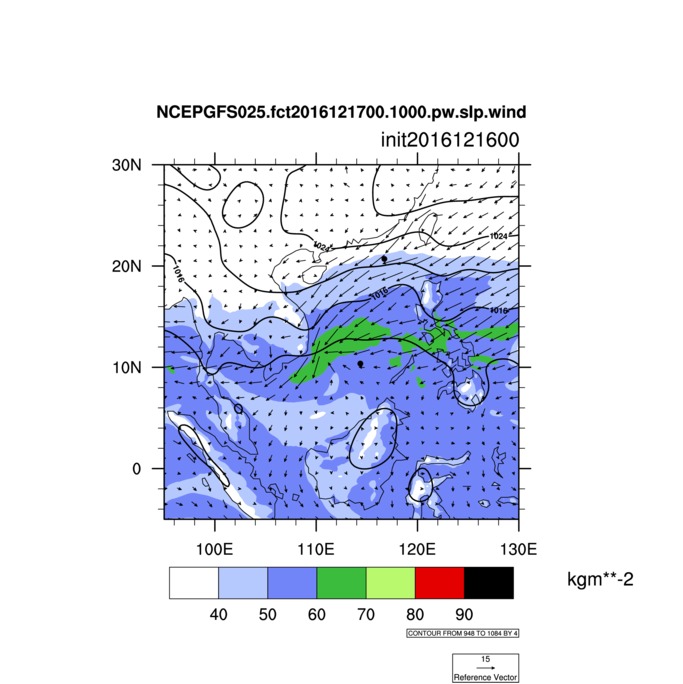 NCEPGFS025.fct2016121700.1000.pw.slp.wind
init2016121600
30N
1024
1024
20N
1016
1016
1016
10N
0
100E 110E 120E 130E
kgm**-2
40 50 60 70 80 90
CONTOUR FROM 948 TO 1084 BY 4
15
Reference Vector